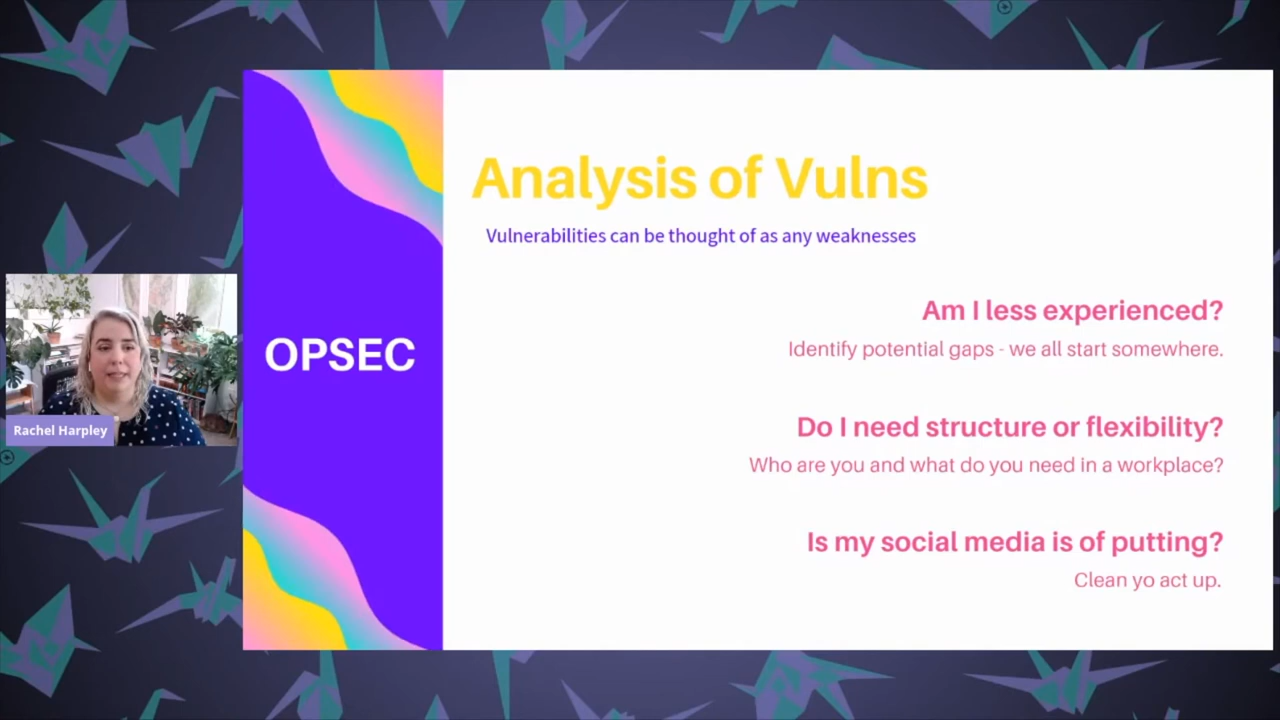 OPSEC
Analysis of Vulns
Vulnerabilities can be thought of as any weaknesses
Am I less experienced?
Identify potential gaps - we all start somewhere.
Do I need structure or flexibility?
Who are you and what do you need in a workplace?
Is my social media is of putting?
Clean yo act up.
Rachel Harpley